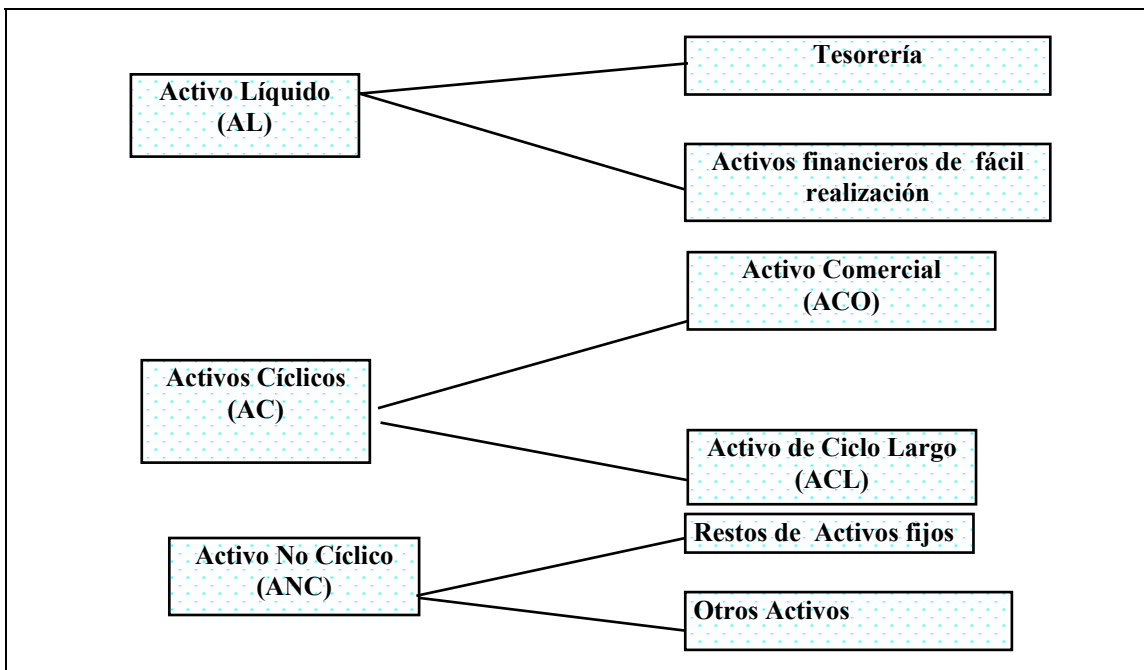 Activo Líquido
(AL)
Tesorería
Activos financieros de fácil
realización
Activos Cíclicos
(AC)
Activo Comercial
(ACO)
Activo de Ciclo Largo
(ACL)
Activo No Cíclico
(ANC)
Restos de Activos fijos
Otros Activos